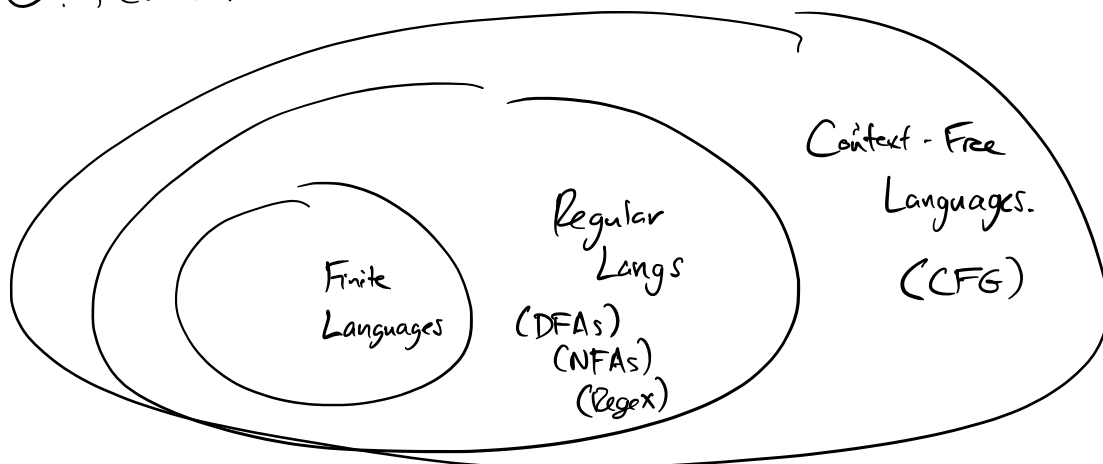 Context-Free
Languages.
(CFG)
Regular
Langs
(DFAs)
(NFAs)
(Regex)
Finite
Languages